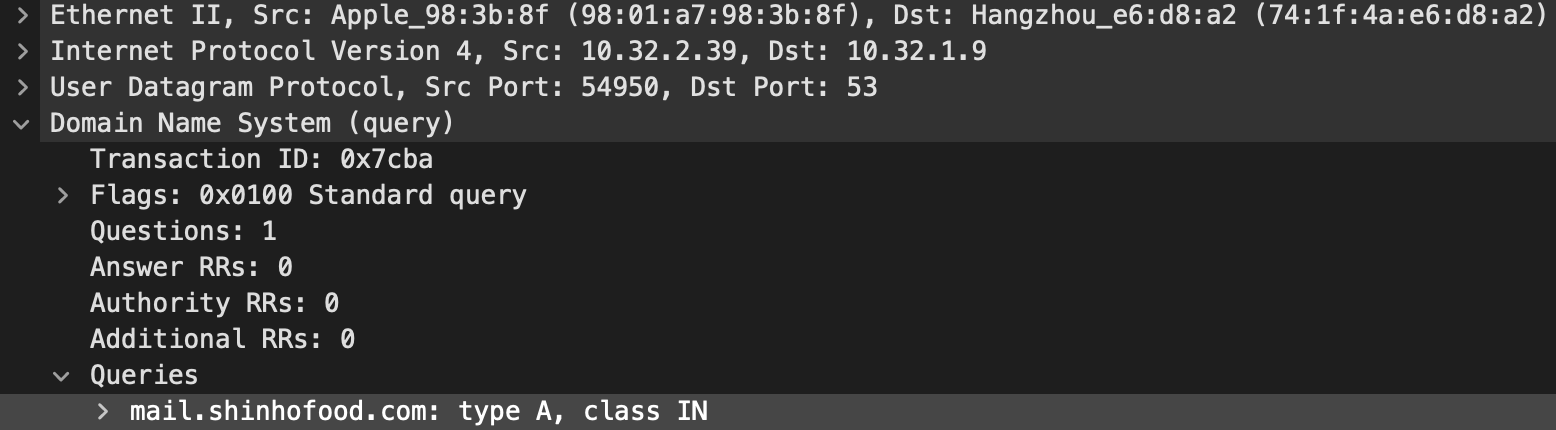 Ethernet II, Src: Apple_98:3b:8f (98:01:a7:98:3b:8f), Dst: Hangzhou_e6:d8:a2 (74:1f:4a:e6:d8:a2)
Internet Protocol Version 4, Src: 10.32.2.39, Dst: 10.32.1.9
User Datagram Protocol, Src Port: 54950, Dst Port: 53
Domain Name System (query)
Transaction ID: 0x7cba
Flags: 0x0100 Standard query
Questions: 1
Answer RRs: 0
Authority RRs: 0
Additional RRs: 0
Queries
mail.shinhofood.com: type A, class IN